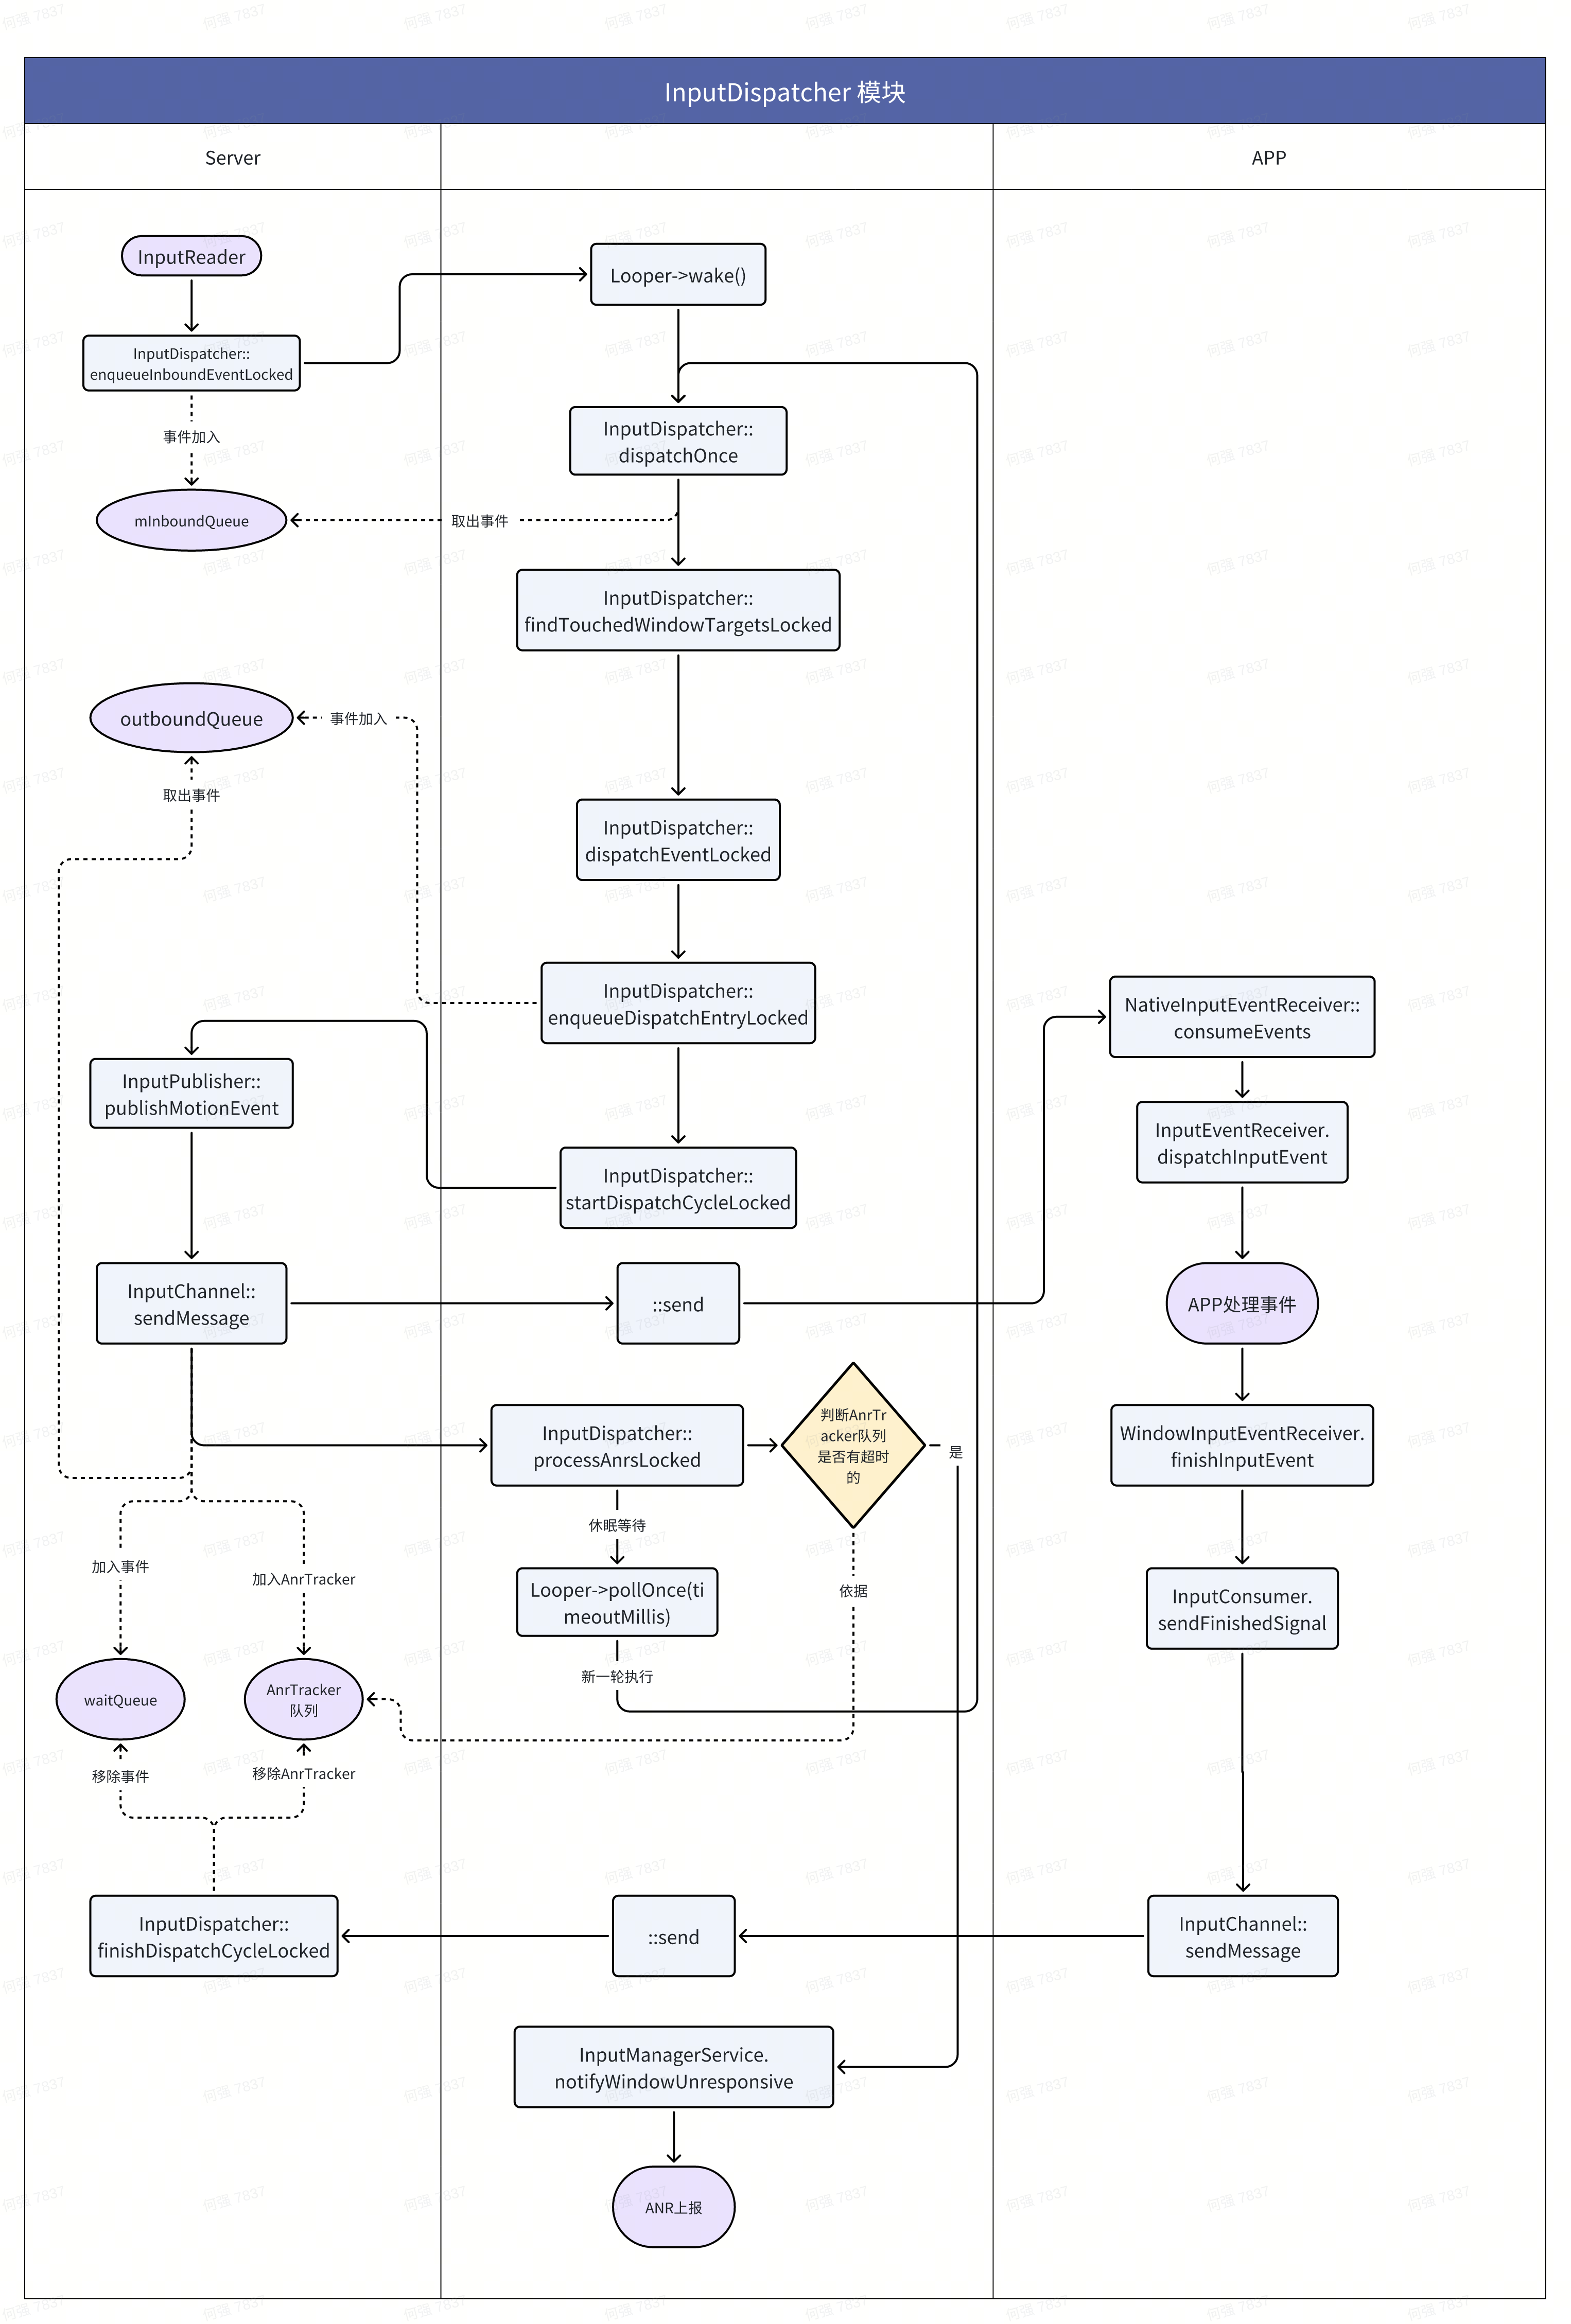 InputDispatcher 模块
Server
APP
InputReader
Looper->wake()
InputDispatcher::
enqueueInboundEventLocked
事件加入
InputDispatcher::
dispatchOnce
mInboundQueue
取出事件
InputDispatcher::
findTouchedWindowTargetsLocked
outboundQueue
事件加入
取出事件
InputDispatcher::
dispatchEventLocked
InputDispatcher::
enqueueDispatchEntryLocked
NativeInputEventReceiver::
consumeEvents
InputPublisher::
publishMotionEvent
InputEventReceiver.
dispatchInputEvent
InputDispatcher::
startDispatchCycleLocked
InputChannel::
sendMessage
::send
APP处理事件
InputDispatcher::
processAnrsLocked
判断AnrTr
acker队列
是否有超时
的
是
WindowInputEventReceiver.
finishInputEvent
休眠等待
加入事件
加入AnrTracker
Looper->pollOnce(ti
meoutMillis)
依据
InputConsumer.
sendFinishedSignal
新一轮执行
waitQueue
AnrTracker
队列
移除事件
移除AnrTracker
InputDispatcher::
finishDispatchCycleLocked
::send
InputChannel::
sendMessage
InputManagerService.
notifyWindowUnresponsive
ANR上报
何强 7837